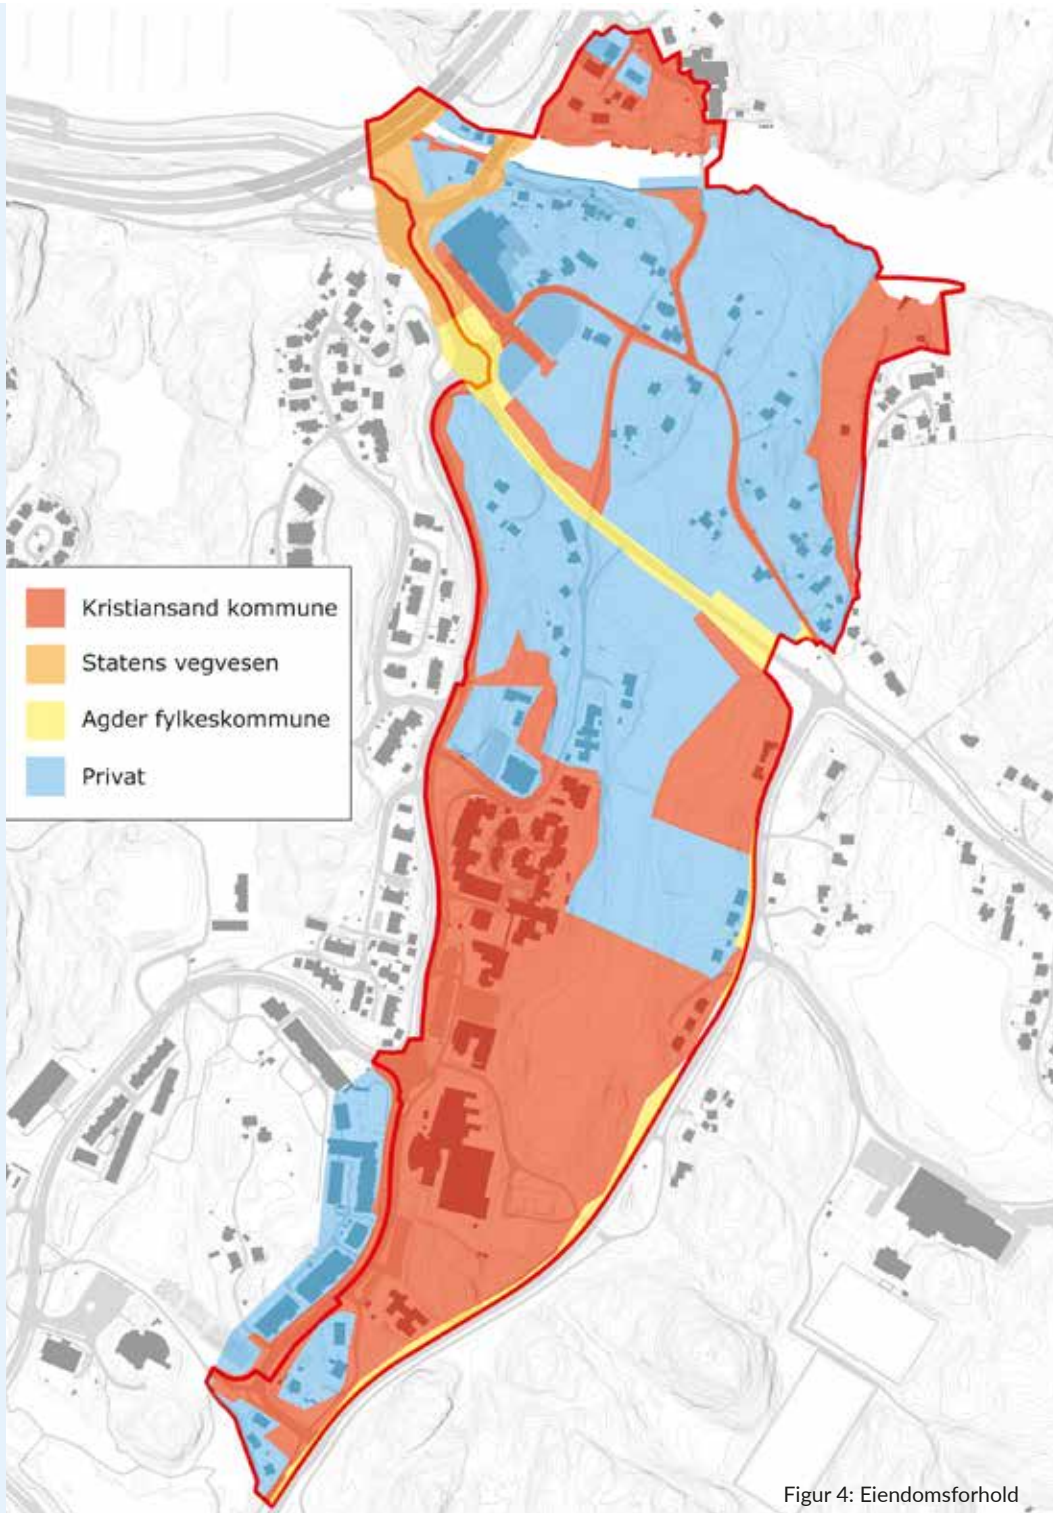 Kristiansand kommune
Statens vegvesen
Agder fylkeskommune
Privat
Figur 4: Eiendomsforhold